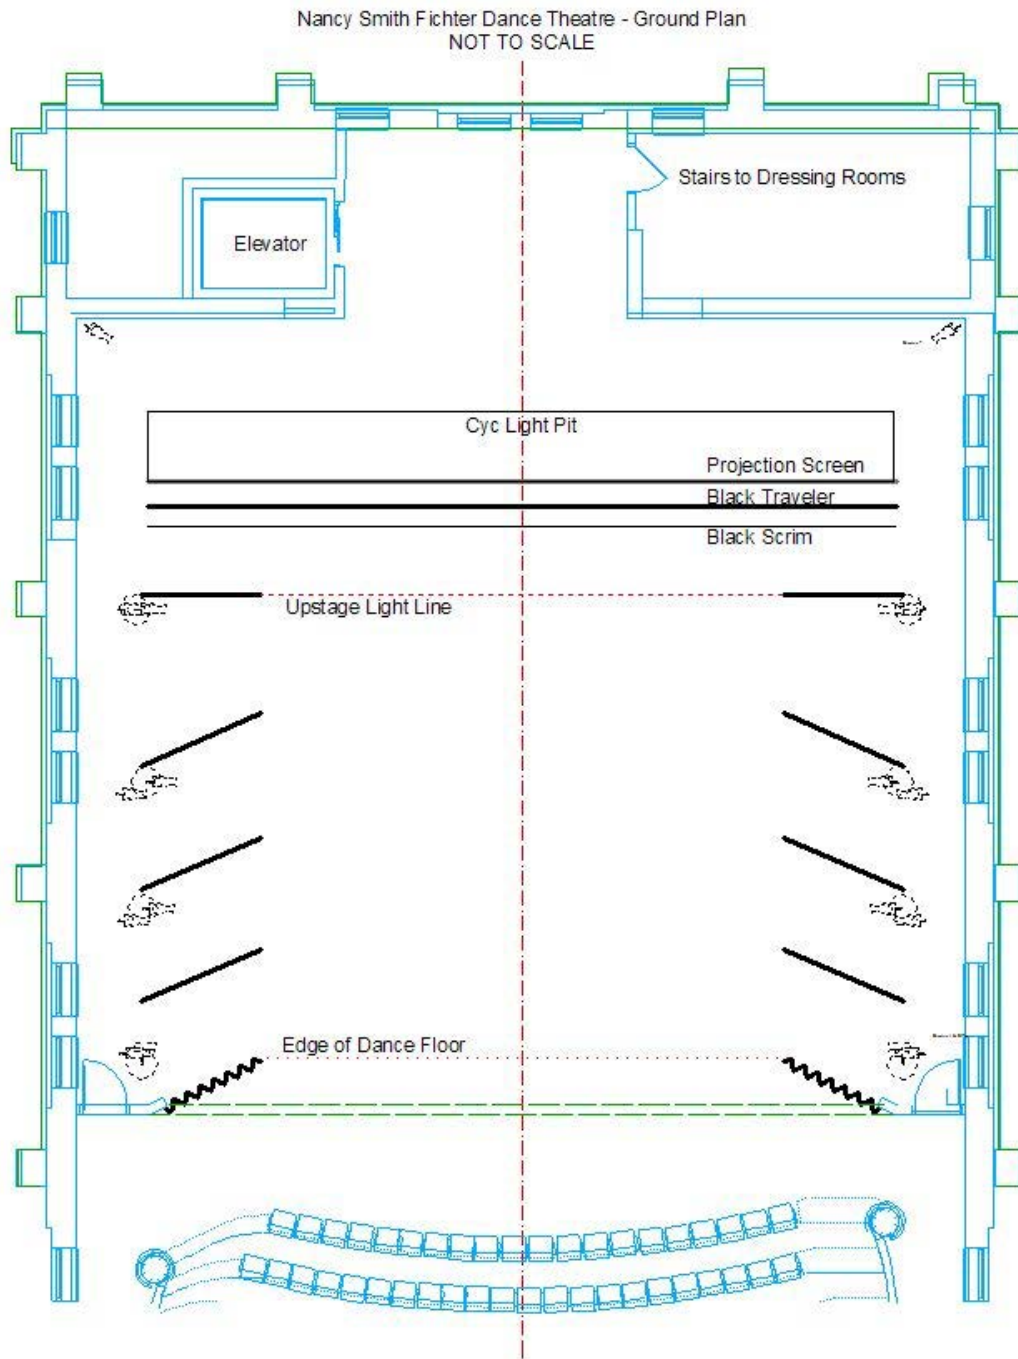 Nancy Smith Fichter Dance Theatre - Ground Plan
NOT TO SCALE
Stairs to Dressing Rooms
Elevator
Cyc Light Pit
Projection Screen
Black Traveler
Black Scrim
Upstage Light Line
Edge of Dance Floor